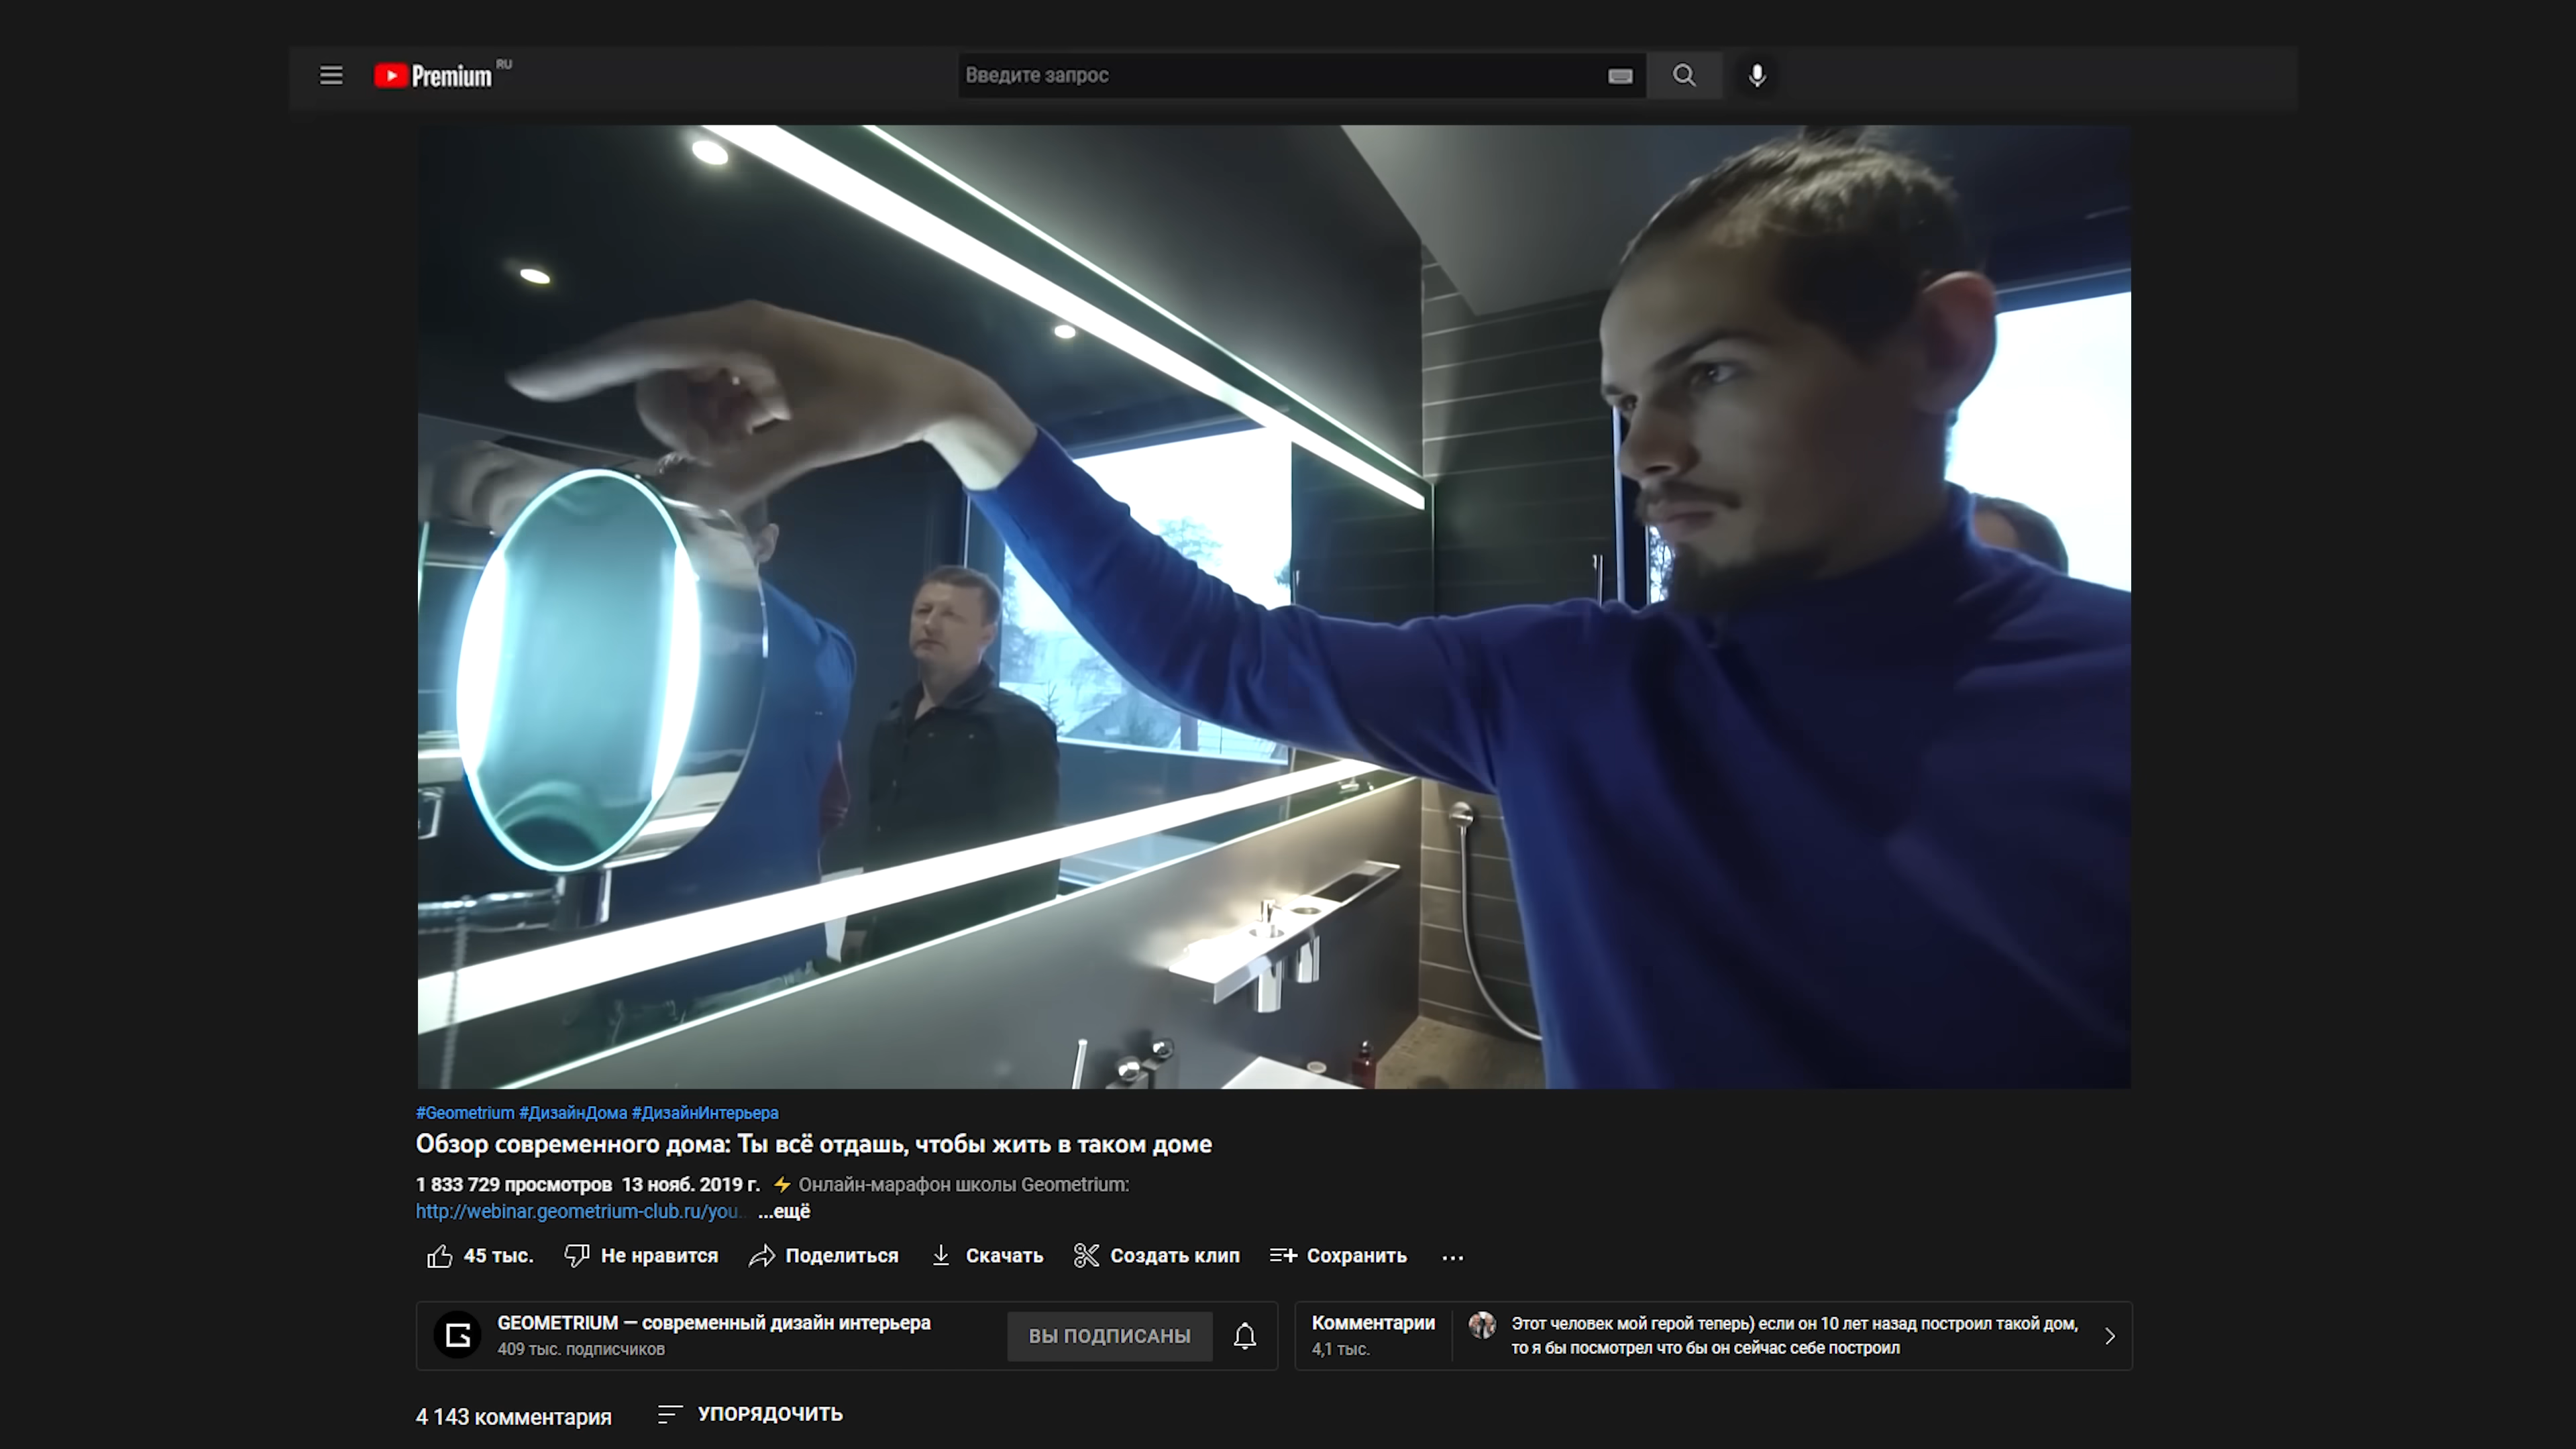 Premium RU
Введите запрос
#Geometrium #ДизайнДома #ДизайнИнтерьера
Обзор современного дома: Ты всё отдашь, чтобы жить в таком доме
1 833 729 просмотров 13 нояб. 2019 г. ⚡ Онлайн-марафон школы Geometrium:
http://webinar.geometrium-club.ru/you... ...ещё
45 тыс. Не нравится Поделиться Скачать Создать клип Сохранить ...
GEOMETRIUM — современный дизайн интерьера
409 тыс. подписчиков
ВЫ ПОДПИСАНЫ
Комментарии
4,1 тыс.
Этот человек мой герой теперь) если он 10 лет назад построил такой дом,
то я бы посмотрел что бы он сейчас себе построил
4 143 комментария УПОРЯДОЧИТЬ